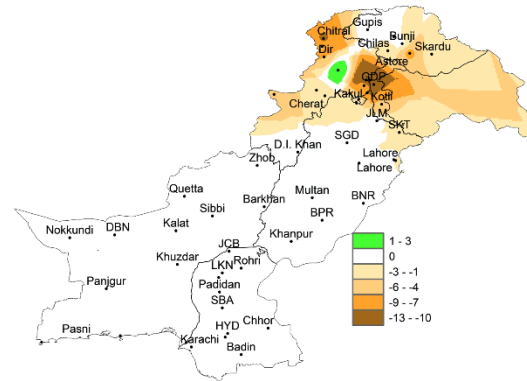 Gupis
Chitral
Bunji
Dir
Chilas
Skardu
Astore
GDP
Kakul
Kotli
Cherat
JLM
SKT
SGD
D.I. Khan
Lahore
Zhob
Lahore
Quetta
Multan
BNR
Barkhan
Sibbi
BPR
Kalat
DBN
Nokkundi
Khanpur
JCB
Khuzdar
LKN
Rohri
Panjgur
Padidan
SBA
HYD
Chhor
Pasni
Karachi
Badin
1 - 3
0
-3 - -1
-6 - -4
-9 - -7
-13 - -10